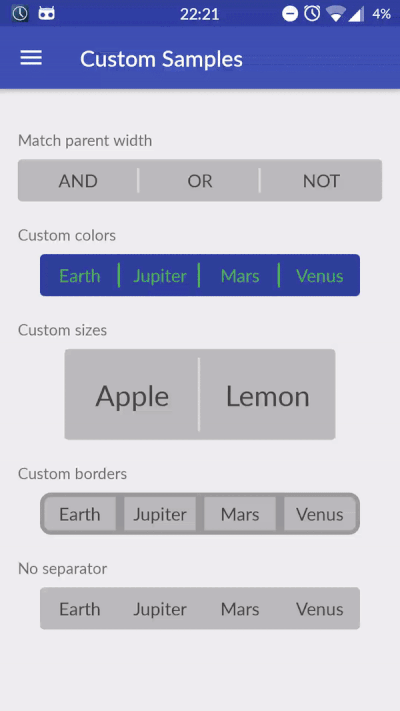 22:21 4%
Custom Samples
Match parent width
AND OR NOT
Custom colors
Earth Jupiter Mars Venus
Custom sizes
Apple Lemon
Custom borders
Earth Jupiter Mars Venus
No separator
Earth Jupiter Mars Venus